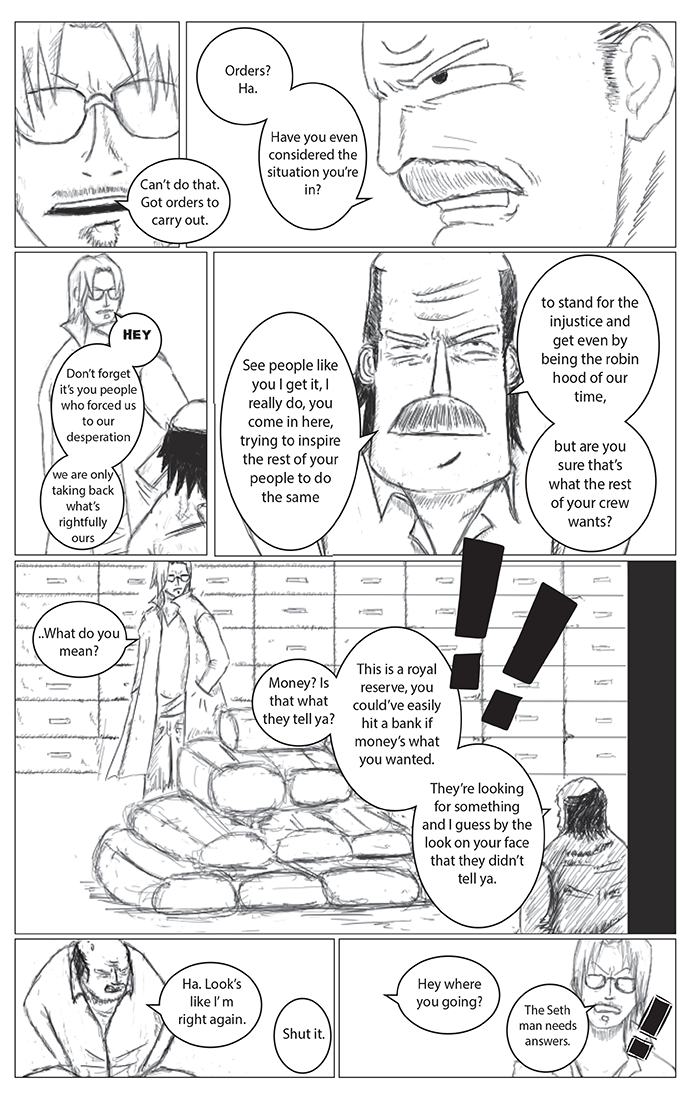 Can't do that.
Got orders to
carry out.
Orders?
Ha.
Have you even
considered the
situation you're
in?
HEY
Don't forget
it's you people
who forced us
to our
desperation
we are only
taking back
what's
rightfully
ours
See people like
you I get it, I
really do, you
come in here,
trying to inspire
the rest of your
people to do
the same
to stand for the
injustice and
get even by
being the robin
hood of our
time,
but are you
sure that's
what the rest
of your crew
wants?
!!
..What do you
mean?
Money? Is
that what
they tell ya?
This is a royal
reserve, you
could've easily
hit a bank if
money's what
you wanted.
They're looking
for something
and I guess by the
look on your face
that they didn't
tell ya.
Ha. Look's
like I' m
right again.
Shut it.
Hey where
you going?
The Seth
man needs
answers.
!